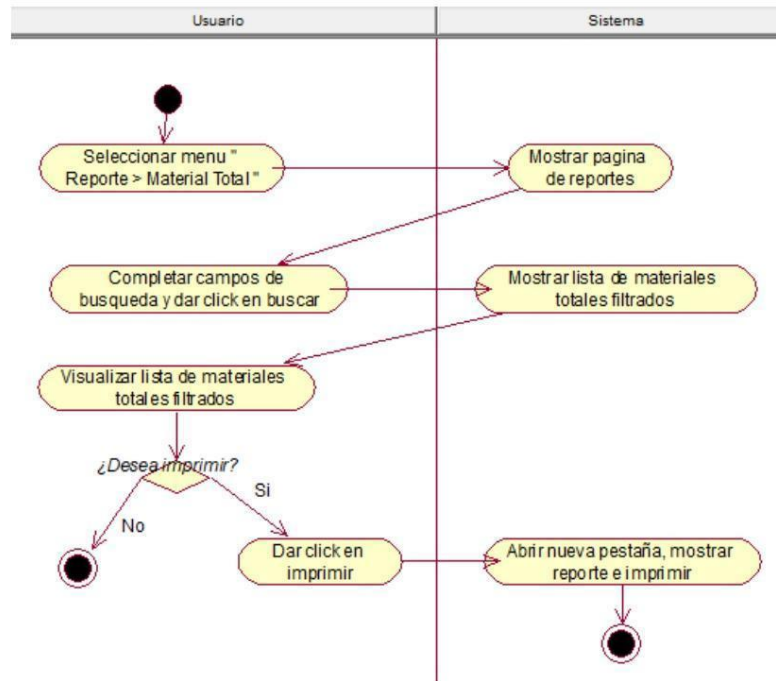 Usuario
Sistema
Seleccionar menu "
Reporte > Material Total "
Mostrar pagina
de reportes
Completar campos de
busqueda y dar click en buscar
Mostrar lista de materiales
totales filtrados
Visualizar lista de materiales
totales filtrados
¿Desea imprimir?
Si
No
Dar click en
imprimir
Abrir nueva pestaña, mostrar
reporte e imprimir